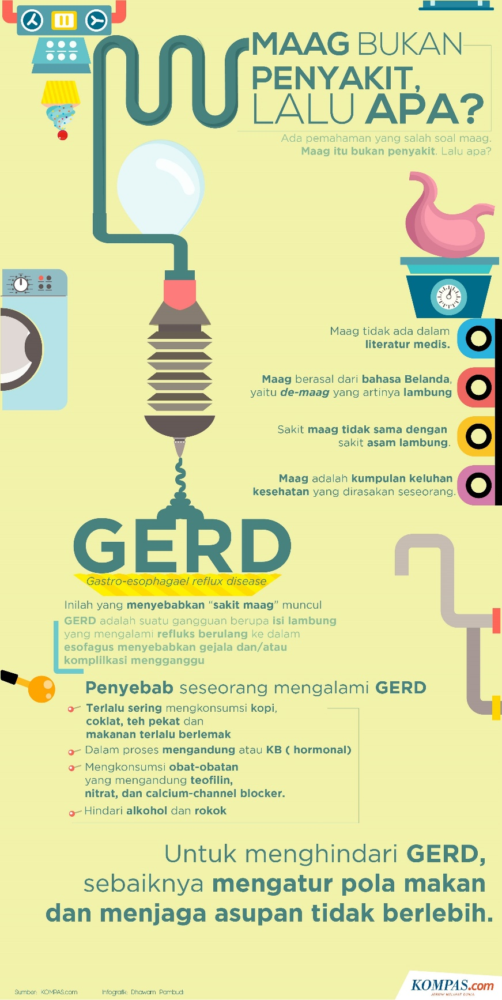 MAAG BUKAN
PENYAKIT,
LALU APA?
Ada pemahaman yang salah soal maag.
Maag itu bukan penyakit. Lalu apa?
Maag tidak ada dalam
literatur medis.
Maag berasal dari bahasa Belanda,
yaitu de-maag yang artinya lambung
Sakit maag tidak sama dengan
sakit asam lambung.
Maag adalah kumpulan keluhan
kesehatan yang dirasakan seseorang.
GERD
Gastro-esophagael reflux disease
Inilah yang menyebabkan "sakit maag" muncul
GERD adalah suatu gangguan berupa isi lambung
yang mengalami refluks berulang ke dalam
esofagus menyebabkan gejala dan/atau
komplilkasi mengganggu
Penyebab seseorang mengalami GERD
Terlalu sering mengkonsumsi kopi,
coklat, teh pekat dan
makanan terlalu berlemak
Dalam proses mengandung atau KB ( hormonal)
Mengkonsumsi obat-obatan
yang mengandung teofilin,
nitrat, dan calcium-channel blocker.
Hindari alkohol dan rokok
Untuk menghindari GERD,
sebaiknya mengatur pola makan
dan menjaga asupan tidak berlebih.
Sumber: KOMPAS.com Infografik: Dhawam Pambudi
KOMPAS.com
JERNIH MELIHAT DUNIA